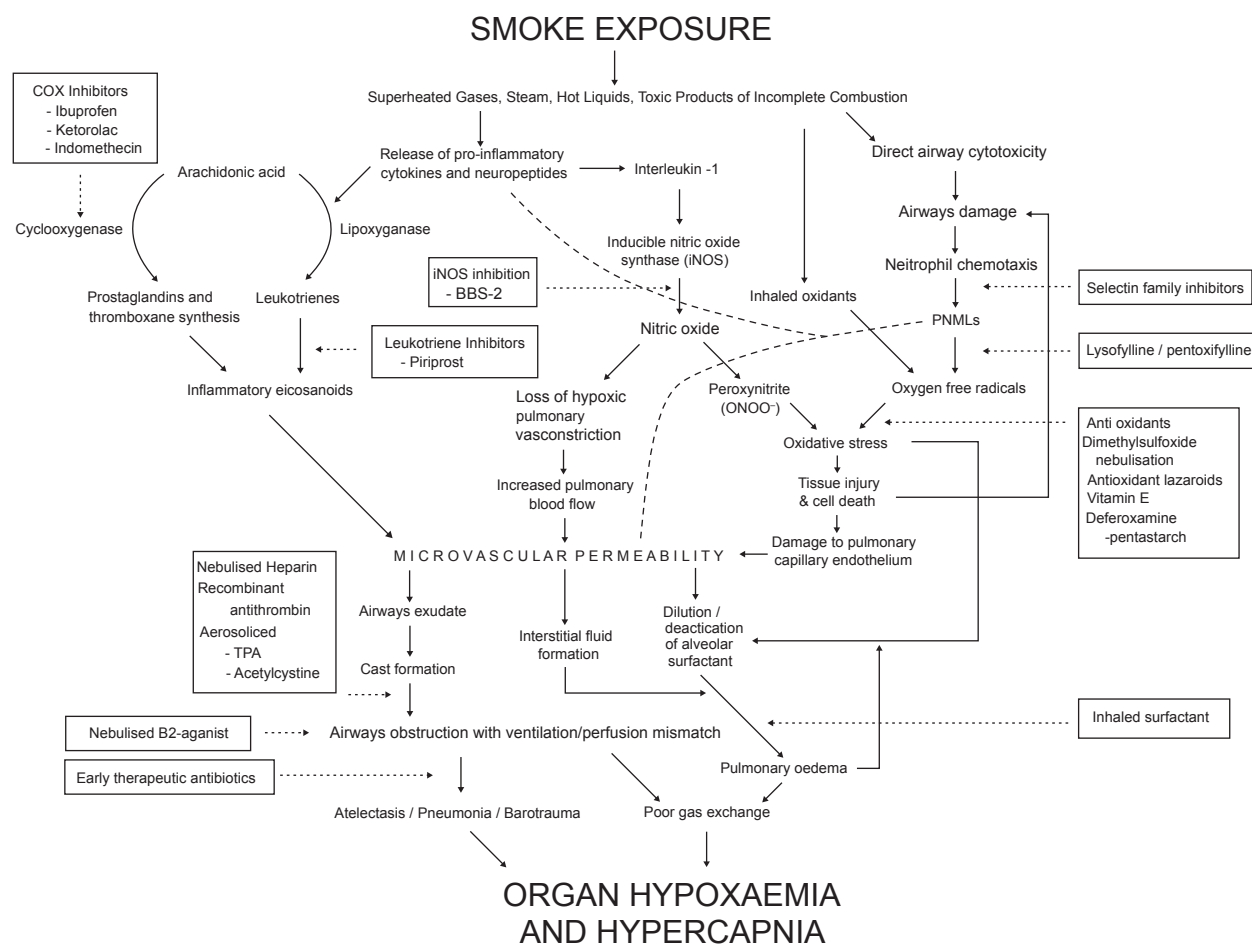 SMOKE EXPOSURE
Superheated Gases, Steam, Hot Liquids, Toxic Products of Incomplete Combustion
COX Inhibitors
- Ibuprofen
- Ketorolac
- Indomethecin
Arachidonic acid
Release of pro-inflammatory
cytokines and neuropeptides
Interleukin -1
Direct airway cytotoxicity
Cyclooxygenase
Lipoxyganase
Airways damage
Inducible nitric oxide
synthase (iNOS)
Neitrophil chemotaxis
iNOS inhibition
- BBS-2
Selectin family inhibitors
Prostaglandins and
thromboxane synthesis
Leukotrienes
Inhaled oxidants
PNMLs
Nitric oxide
Leukotriene Inhibitors
- Piriprost
Lysofylline / pentoxifylline
Inflammatory eicosanoids
Loss of hypoxic
pulmonary
vasconstriction
Peroxynitrite
(ONOO⁻)
Oxygen free radicals
Oxidative stress
Anti oxidants
Dimethylsulfoxide
nebulisation
Antioxidant lazaroids
Vitamin E
Deferoxamine
-pentastarch
Increased pulmonary
blood flow
Tissue injury
& cell death
MICROVASCULAR PERMEABILITY
Damage to pulmonary
capillary endothelium
Nebulised Heparin
Recombinant
antithrombin
Aerosoliced
- TPA
- Acetylcystine
Airways exudate
Interstitial fluid
formation
Dilution /
deactication
of alveolar
surfactant
Cast formation
Inhaled surfactant
Nebulised B2-aganist
Airways obstruction with ventilation/perfusion mismatch
Early therapeutic antibiotics
Pulmonary oedema
Atelectasis / Pneumonia / Barotrauma
Poor gas exchange
ORGAN HYPOXAEMIA
AND HYPERCAPNIA